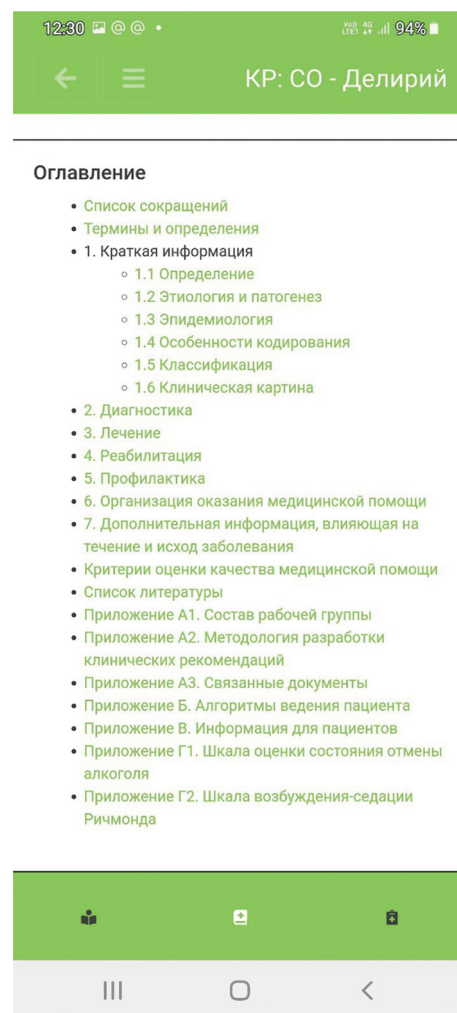 12:30
Vo)) 4G
LTE1
94%
КР: СО - Делирий
Оглавление
Список сокращений
Термины и определения
1. Краткая информация
1.1 Определение
1.2 Этиология и патогенез
1.3 Эпидемиология
1.4 Особенности кодирования
1.5 Классификация
1.6 Клиническая картина
2. Диагностика
3. Лечение
4. Реабилитация
5. Профилактика
6. Организация оказания медицинской помощи
7. Дополнительная информация, влияющая на
течение и исход заболевания
Критерии оценки качества медицинской помощи
Список литературы
Приложение А1. Состав рабочей группы
Приложение А2. Методология разработки
клинических рекомендаций
Приложение А3. Связанные документы
Приложение Б. Алгоритмы ведения пациента
Приложение В. Информация для пациентов
Приложение Г1. Шкала оценки состояния отмены
алкоголя
Приложение Г2. Шкала возбуждения-седации
Ричмонда